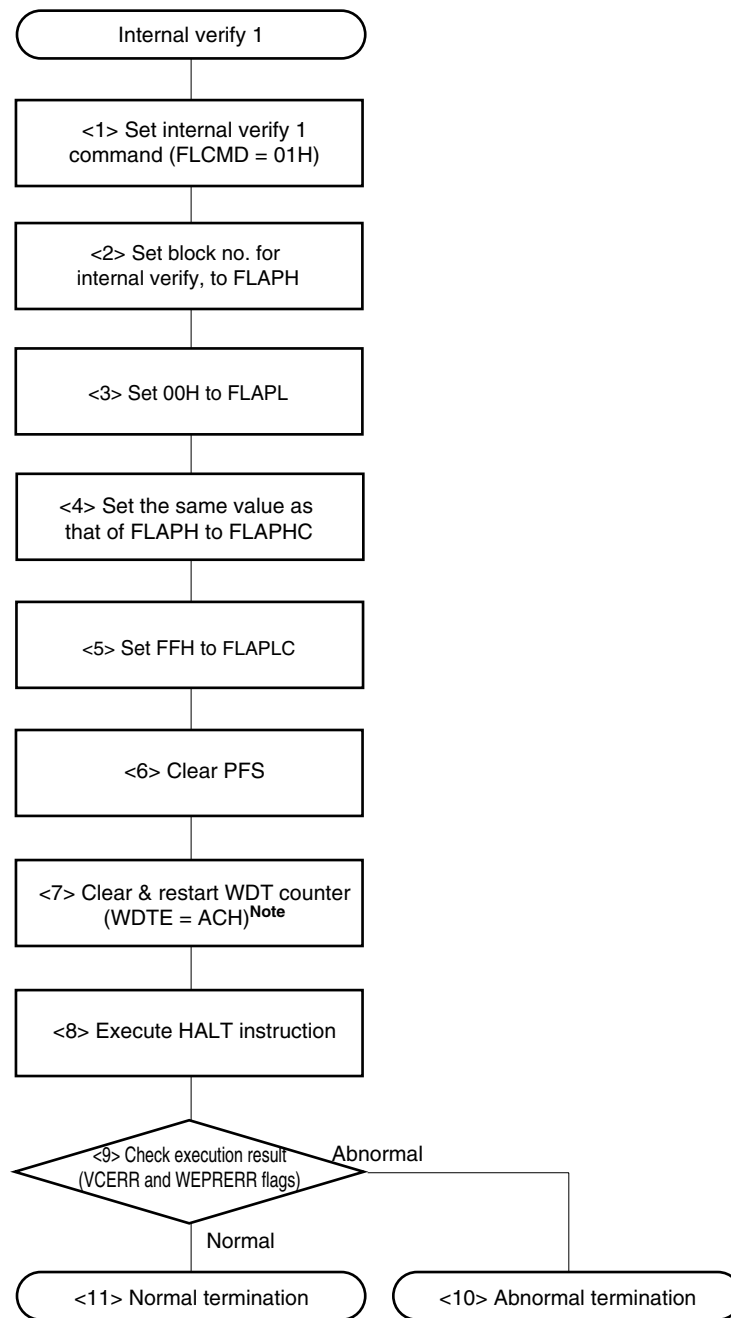 Internal verify 1
<1> Set internal verify 1
command (FLCMD = 01H)
<2> Set block no. for
internal verify, to FLAPH
<3> Set 00H to FLAPL
<4> Set the same value as
that of FLAPH to FLAPHC
<5> Set FFH to FLAPLC
<6> Clear PFS
<7> Clear & restart WDT counter
(WDTE = ACH)Note
<8> Execute HALT instruction
<9> Check execution result
(VCERR and WEPRERR flags)
Abnormal
Normal
<11> Normal termination
<10> Abnormal termination